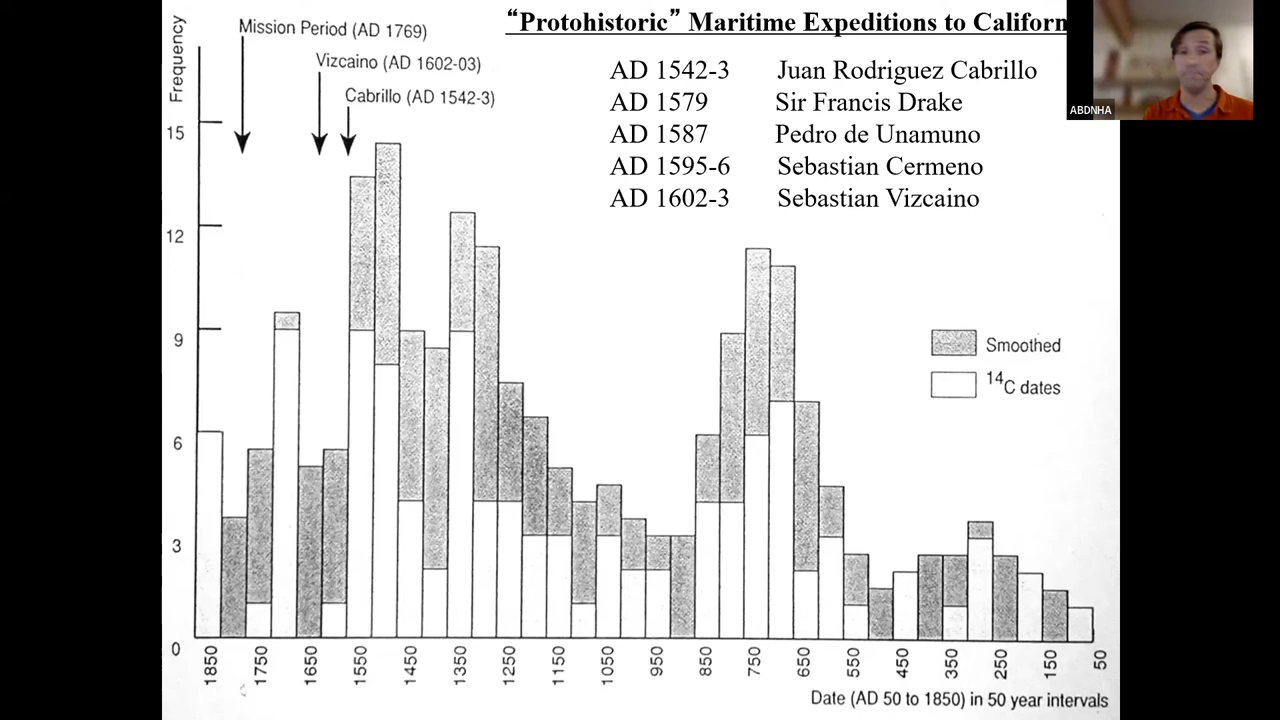 “Protohistoric” Maritime Expeditions to Californ
AD 1542-3 Juan Rodriguez Cabrillo
AD 1579 Sir Francis Drake
AD 1587 Pedro de Unamuno
AD 1595-6 Sebastian Cermeno
AD 1602-3 Sebastian Vizcaino
ABDNHA
Mission Period (AD 1769)
Vizcaino (AD 1602-03)
Cabrillo (AD 1542-3)
Frequency
15
12
9
6
3
0
Smoothed
14C dates
1850 1750 1650 1550 1450 1350 1250 1150 1050 950 850 750 650 550 450 350 250 150 50
Date (AD 50 to 1850) in 50 year intervals